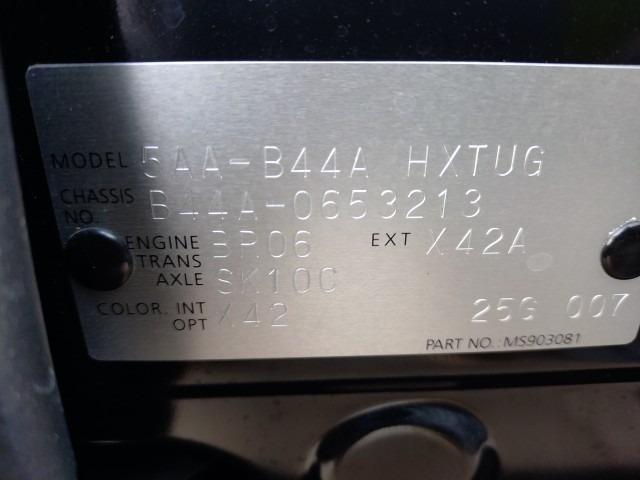 MODEL 5AA-B44A HXTUG
CHASSIS NO. B44A-0653213
ENGINE BR06 EXT X42A
TRANS AXLE SK10C
COLOR. INT
OPT X42 25G 007
PART NO.: MS903081